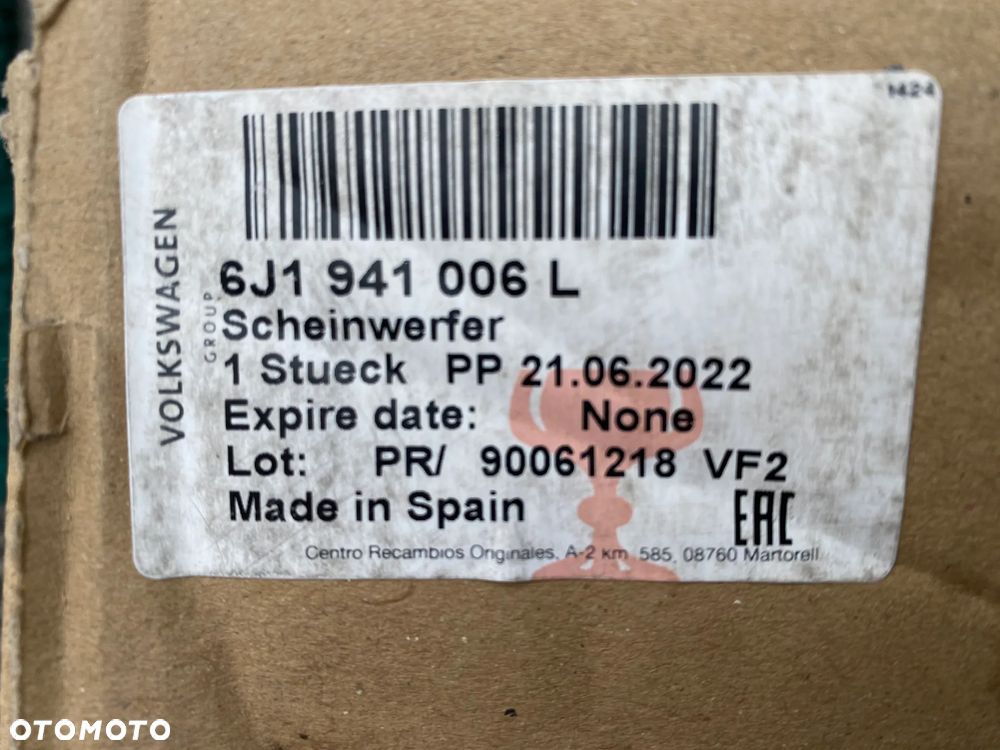 1424
VOLKSWAGEN
GROUP
6J1 941 006 L
Scheinwerfer
1 Stueck PP 21.06.2022
Expire date: None
Lot: PR/ 90061218 VF2
Made in Spain
EAC
Centro Recambios Originales, A-2 km. 585, 08760 Martorell
OTOMOTO